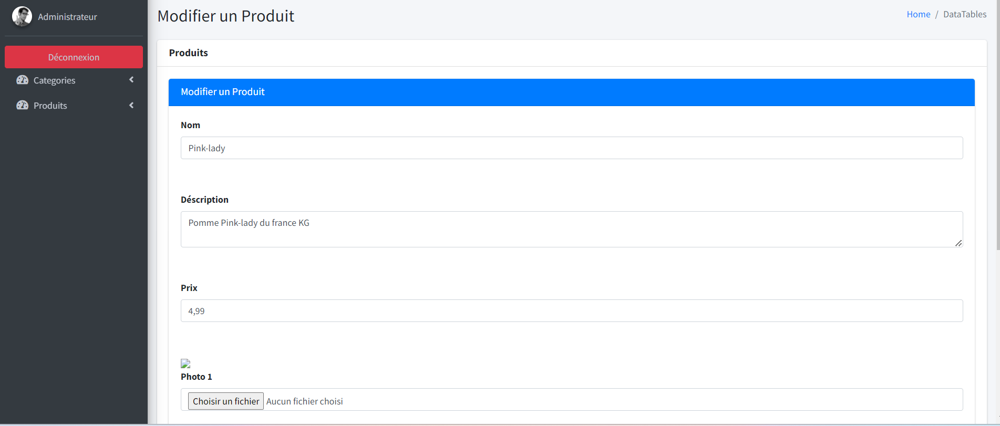 Administrateur
Déconnexion
Categories
Produits
Modifier un Produit
Home / DataTables
Produits
Modifier un Produit
Nom
Pink-lady
Déscription
Pomme Pink-lady du france KG
Prix
4,99
Photo 1
Choisir un fichier Aucun fichier choisi